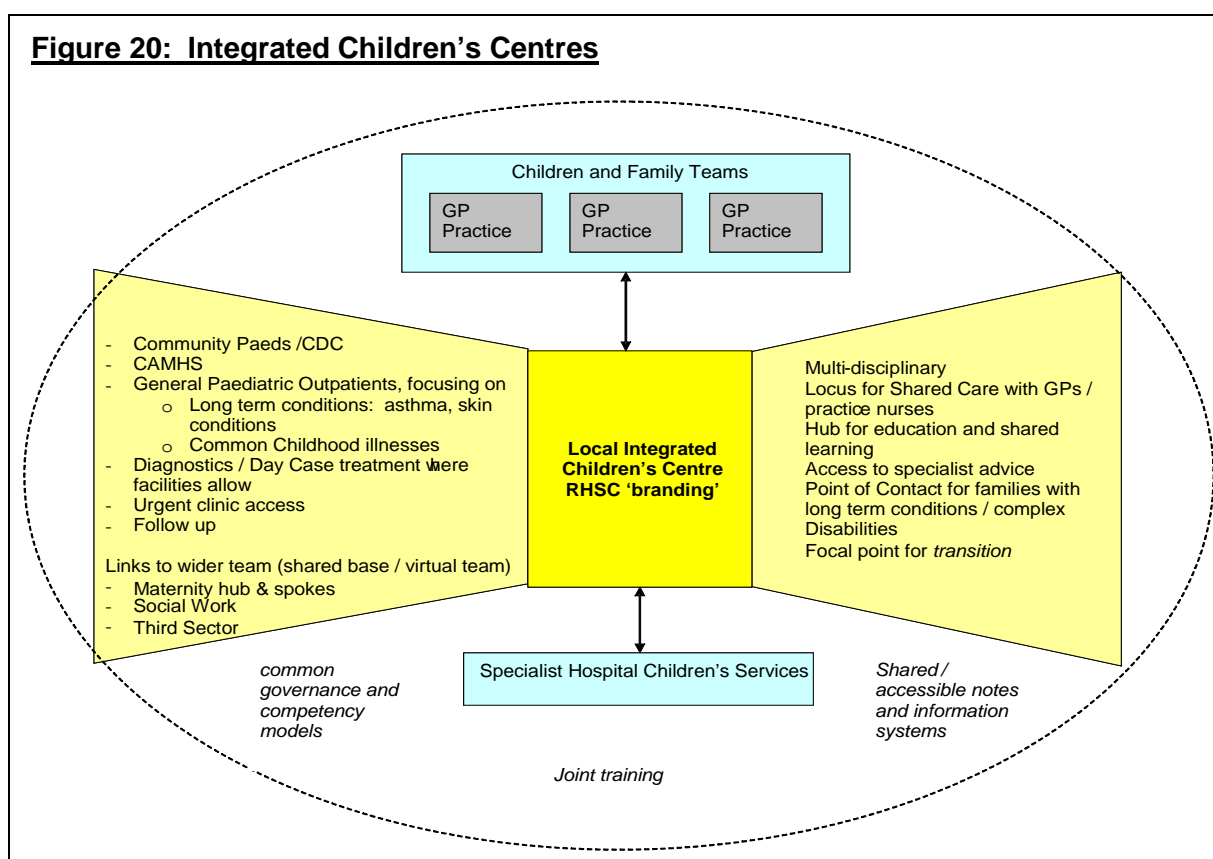 Figure 20: Integrated Children's Centres
Children and Family Teams
GP
Practice
GP
Practice
GP
Practice
- Community Paeds /CDC
- CAMHS
- General Paediatric Outpatients, focusing on
o Long term conditions: asthma, skin
conditions
o Common Childhood illnesses
- Diagnostics / Day Case treatment where
facilities allow
- Urgent clinic access
- Follow up
Links to wider team (shared base / virtual team)
- Maternity hub & spokes
- Social Work
- Third Sector
Local Integrated
Children's Centre
RHSC 'branding'
Multi-disciplinary
Locus for Shared Care with GPs /
practice nurses
Hub for education and shared
learning
Access to specialist advice
Point of Contact for families with
long term conditions / complex
Disabilities
Focal point for transition
Specialist Hospital Children's Services
common
governance and
competency
models
Shared /
accessible notes
and information
systems
Joint training